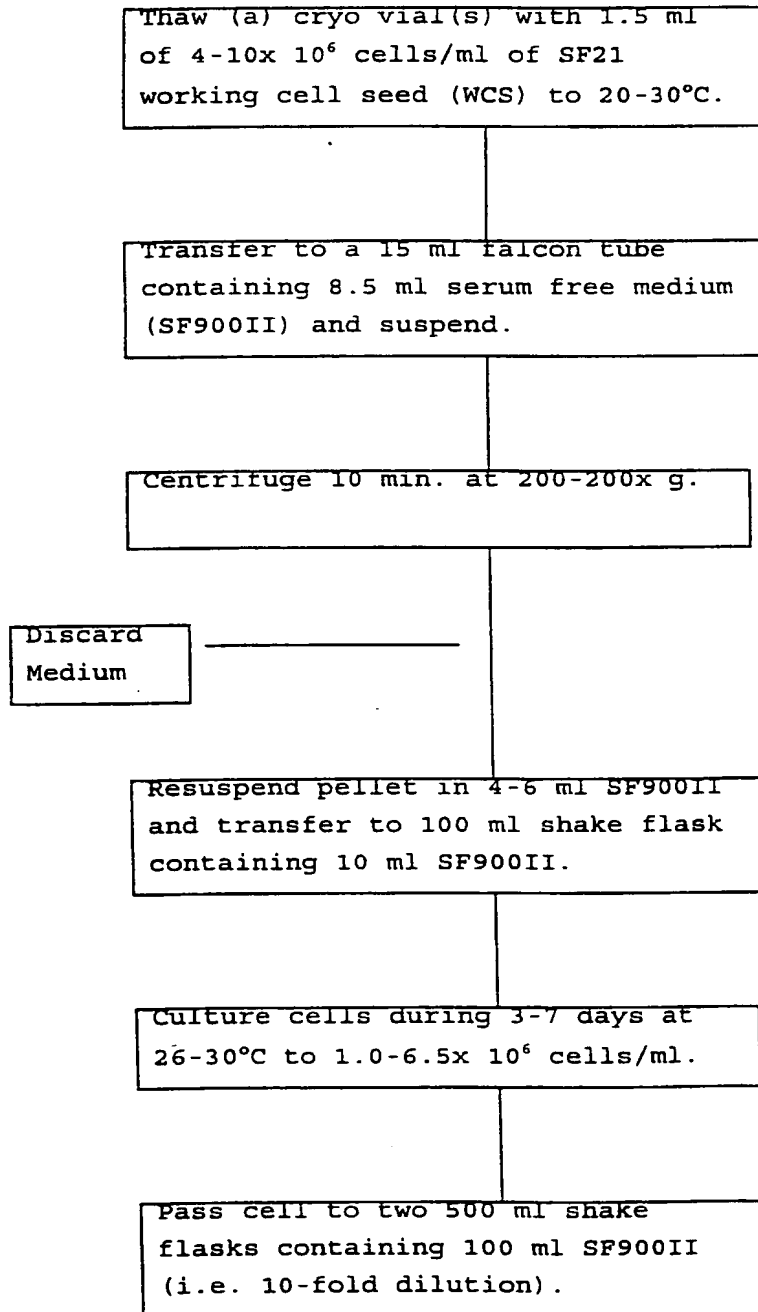 Thaw (a) cryo vial(s) with 1.5 ml
of 4-10x 10⁶ cells/ml of SF21
working cell seed (WCS) to 20-30°C.
Transfer to a 15 ml falcon tube
containing 8.5 ml serum free medium
(SF900II) and suspend.
Centrifuge 10 min. at 200-200x g.
Discard
Medium
Resuspend pellet in 4-6 ml SF900II
and transfer to 100 ml shake flask
containing 10 ml SF900II.
Culture cells during 3-7 days at
26-30°C to 1.0-6.5x 10⁶ cells/ml.
Pass cell to two 500 ml shake
flasks containing 100 ml SF900II
(i.e. 10-fold dilution).